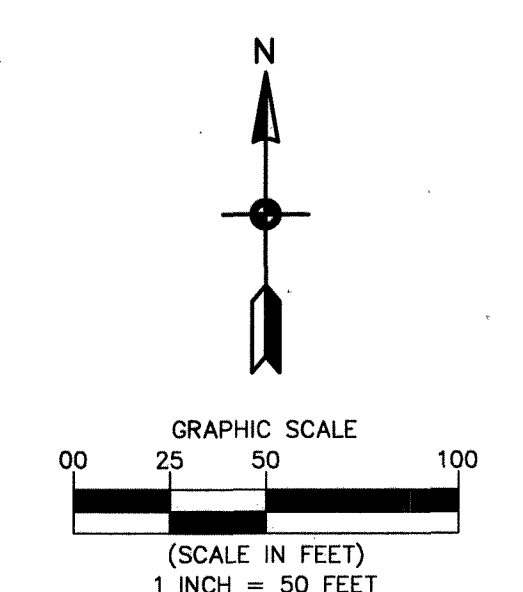 N
GRAPHIC SCALE
00 25 50 100
(SCALE IN FEET)
1 INCH = 50 FEET